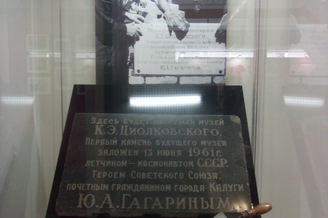 Здесь будет музей
К.Э.Циолковского.
Первый камень будущего музея
заложен 13 июня 1961г.
летчиком-космонавтом СССР,
Героем Советского Союза,
почетным гражданином города Калуги
Ю.А.Гагариным.